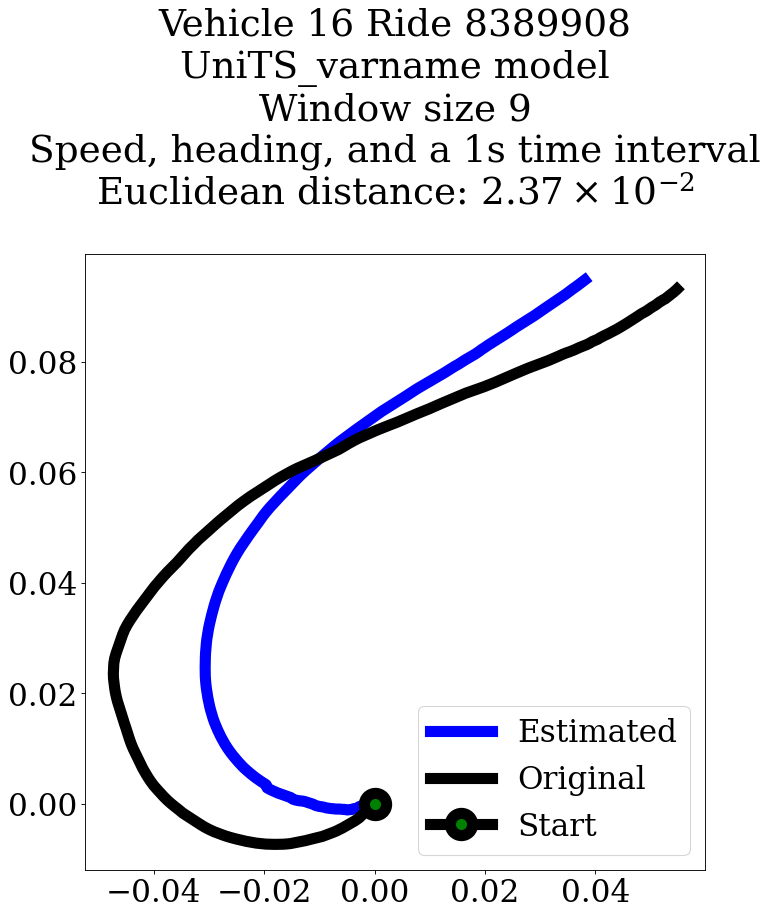 Vehicle 16 Ride 8389908
UniTS_varname model
Window size 9
Speed, heading, and a 1s time interval
Euclidean distance: 2.37 × 10⁻²
0.08
0.06
0.04
0.02
0.00
−0.04 −0.02 0.00 0.02 0.04
Estimated
Original
Start